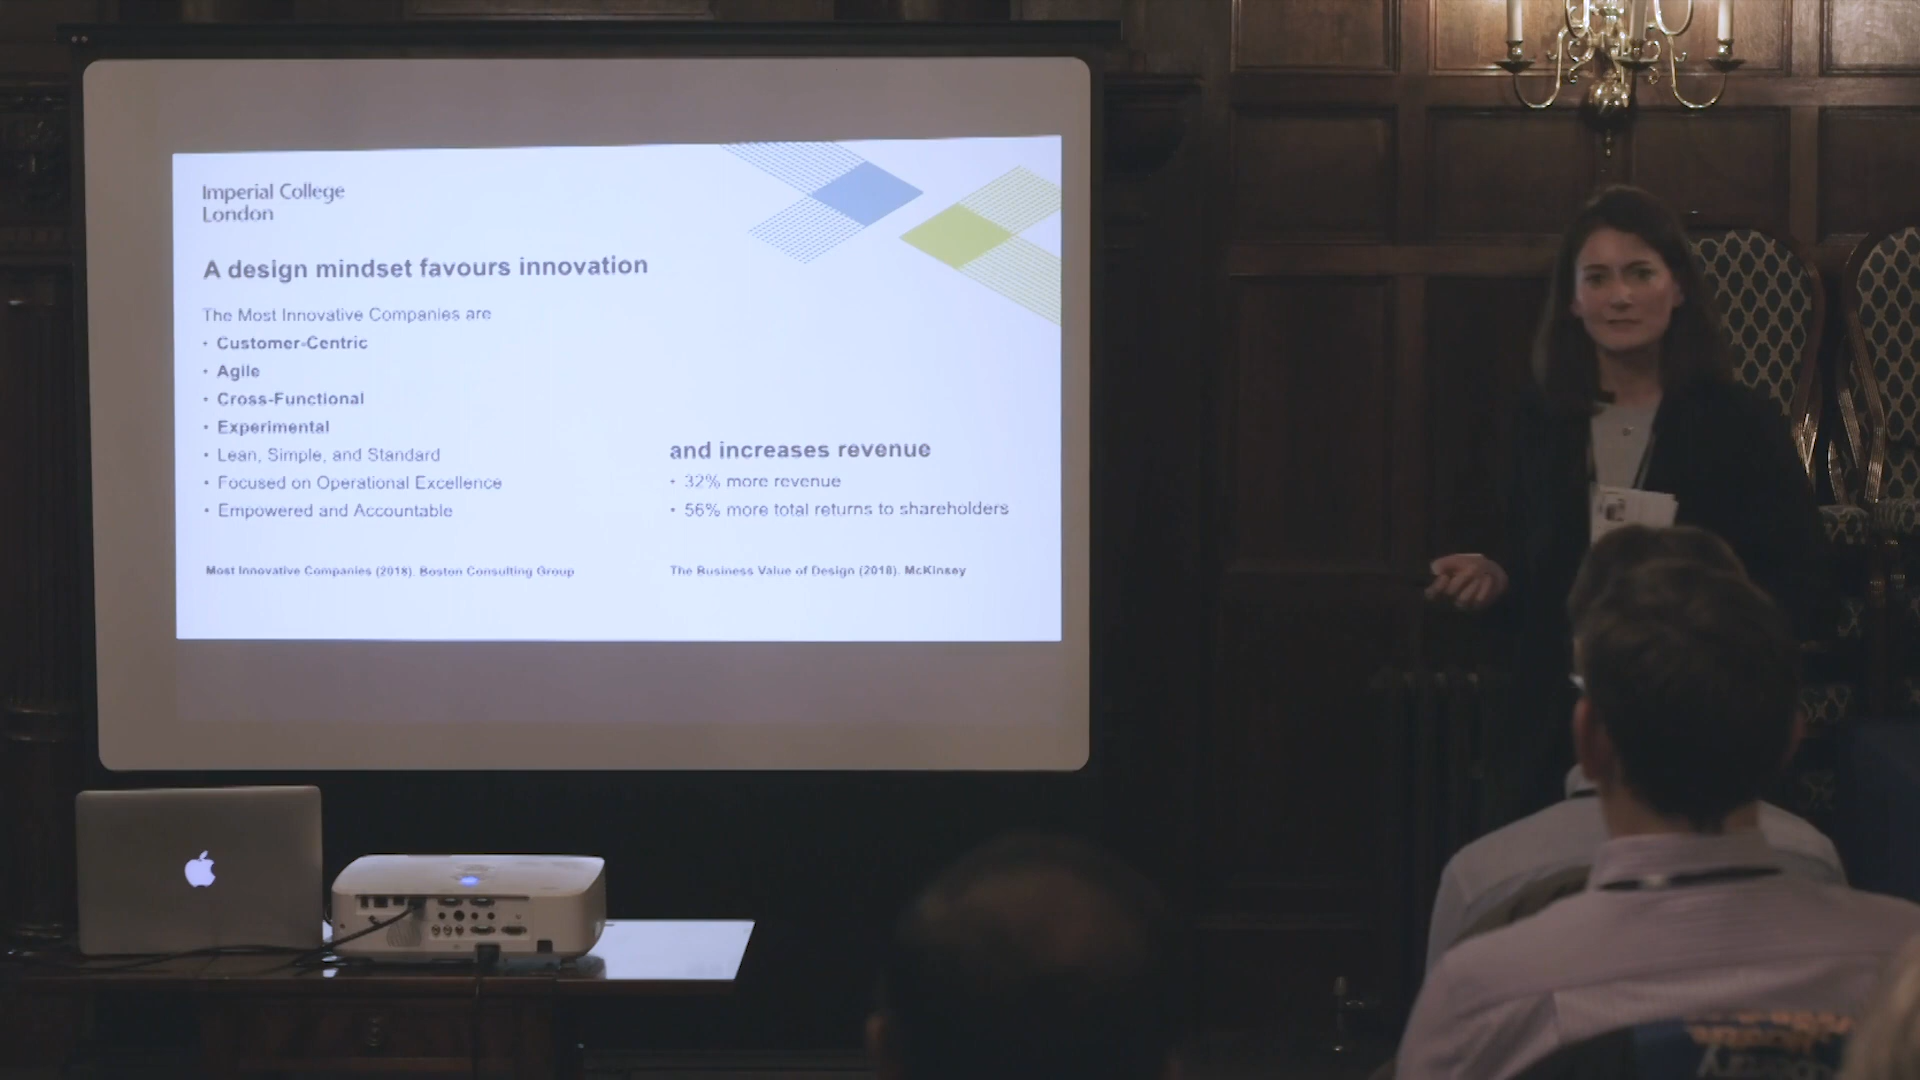 Imperial College
London
A design mindset favours innovation
The Most Innovative Companies are
• Customer-Centric
• Agile
• Cross-Functional
• Experimental
• Lean, Simple, and Standard
• Focused on Operational Excellence
• Empowered and Accountable
Most Innovative Companies (2018). Boston Consulting Group
and increases revenue
• 32% more revenue
• 56% more total returns to shareholders
The Business Value of Design (2018). McKinsey